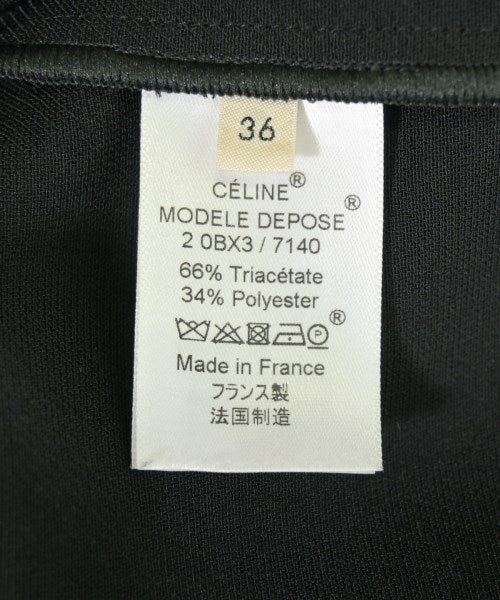 36
CÉLINE®
MODELE DEPOSE®
2 0BX3 / 7140
66% Triacétate
34% Polyester
P®
Made in France
フランス製
法国制造